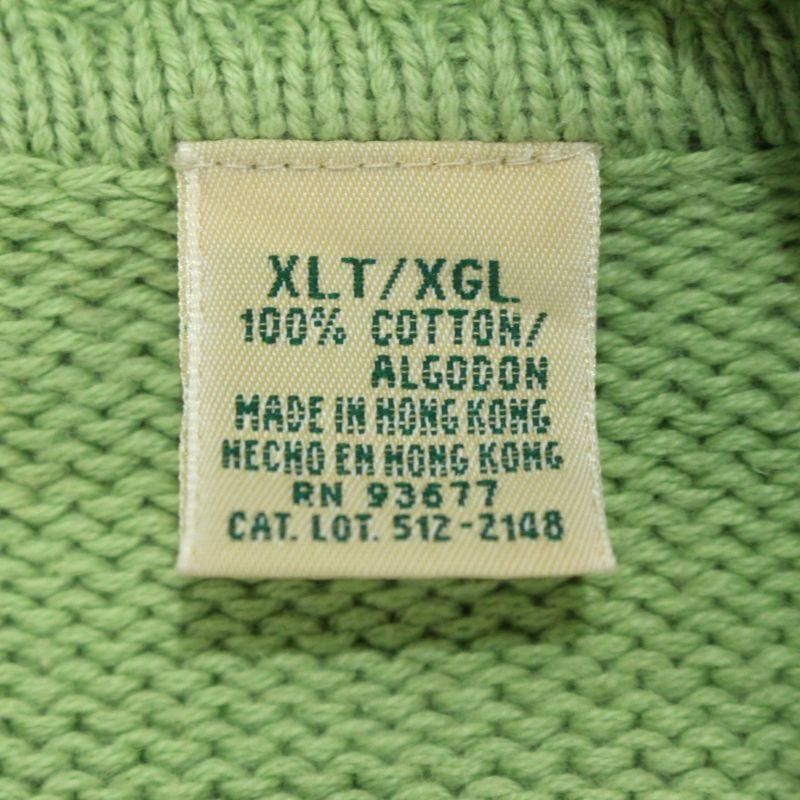 XLT/XGL
100% COTTON/
ALGODON
MADE IN HONG KONG
HECHO EN HONG KONG
RN 93677
CAT. LOT. 512-2148